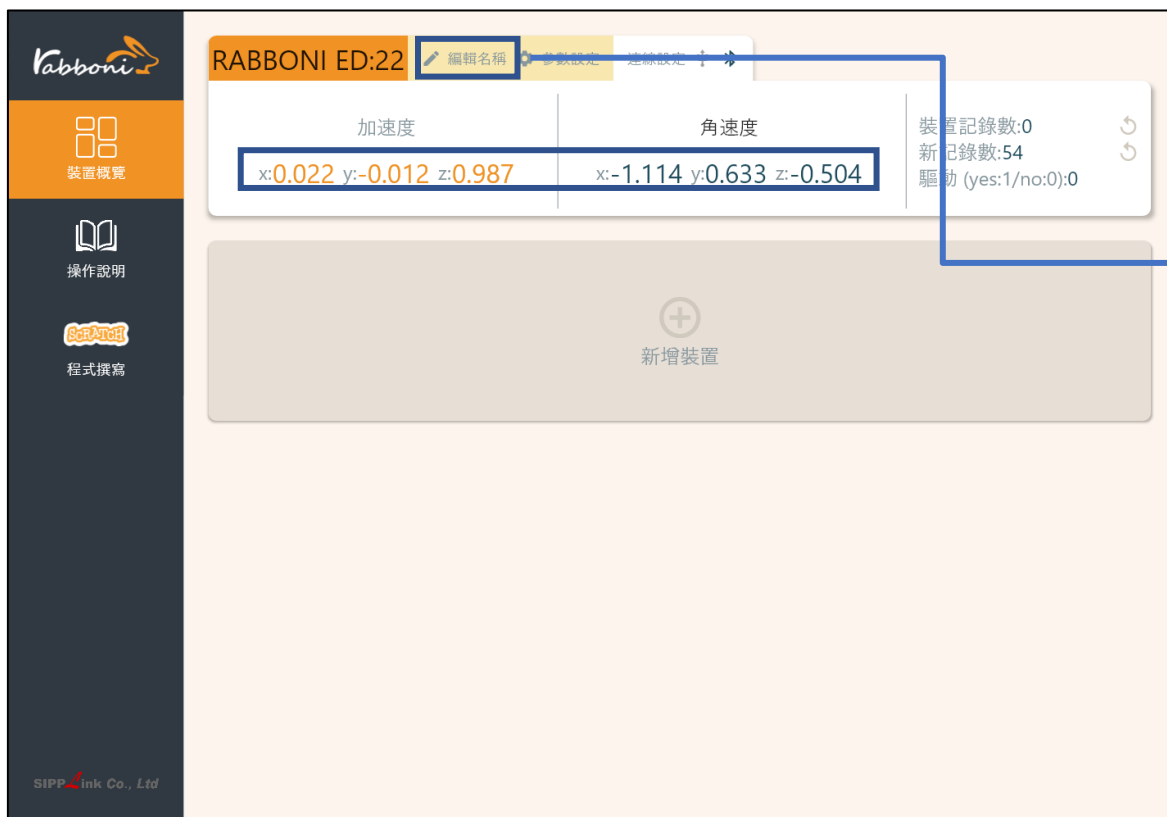 rabboni
RABBONI ED:22 編輯名稱 參數設定 連線設定
加速度 角速度
x:0.022 y:-0.012 z:0.987 x:-1.114 y:0.633 z:-0.504
裝置記錄數:0
新記錄數:54
驅動 (yes:1/no:0):0
裝置概覽
操作說明
SCRATCH
程式撰寫
新增裝置
SIPPLink Co., Ltd